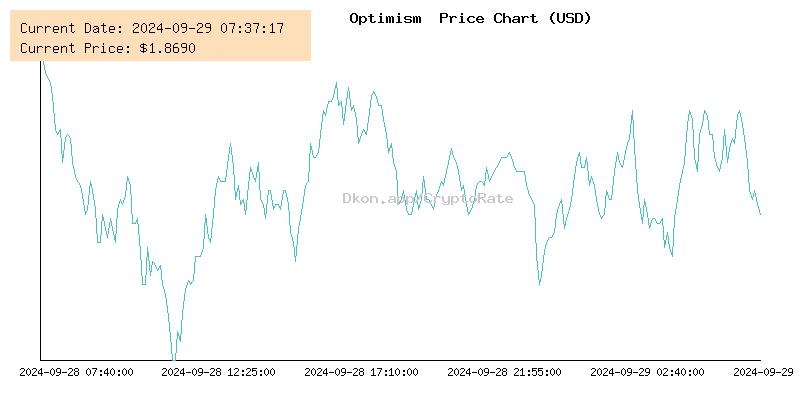 Optimism  Price Chart (USD)
Current Date: 2024-09-29 07:37:17
Current Price: $1.8690
Dkon.app/CryptoRate
2024-09-28 07:40:00 2024-09-28 12:25:00 2024-09-28 17:10:00 2024-09-28 21:55:00 2024-09-29 02:40:00 2024-09-29